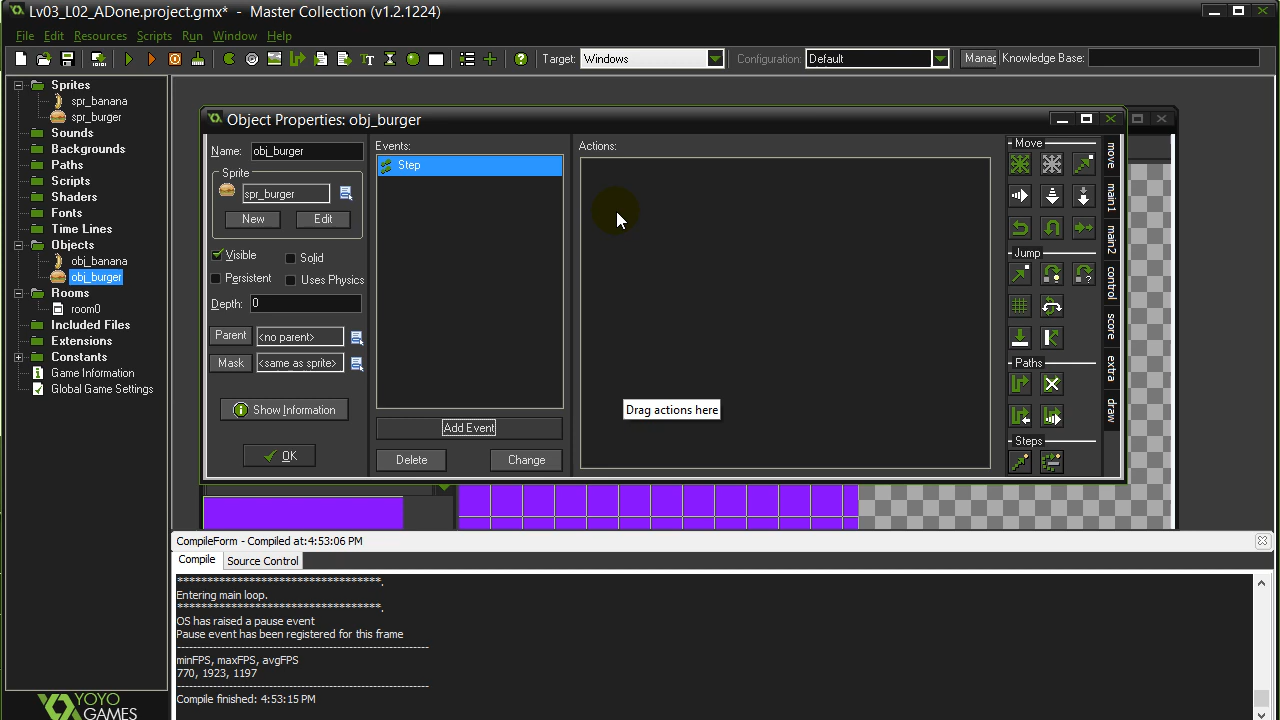 Lv03_L02_ADone.project.gmx* - Master Collection (v1.2.1224)
File Edit Resources Scripts Run Window Help
Target: Windows Configuration: Default Manac Knowledge Base:
Sprites
spr_banana
spr_burger
Sounds
Backgrounds
Paths
Scripts
Shaders
Fonts
Time Lines
Objects
obj_banana
obj_burger
Rooms
room0
Included Files
Extensions
Constants
Game Information
Global Game Settings
YOYO
GAMES
Object Properties: obj_burger
Name: obj_burger
Sprite
spr_burger
New Edit
Visible Solid
Persistent Uses Physics
Depth: 0
Parent <no parent>
Mask <same as sprite>
Show Information
OK
Events:
Step
Add Event
Delete Change
Actions:
Drag actions here
Move
Jump
Paths
Steps
move
main1
main2
control
score
extra
draw
CompileForm - Compiled at:4:53:06 PM
Compile Source Control
***********************************.
Entering main loop.
***********************************.
OS has raised a pause event
Pause event has been registered for this frame
------------------------------------------------------------
minFPS, maxFPS, avgFPS
770, 1923, 1197
------------------------------------------------------------
Compile finished: 4:53:15 PM